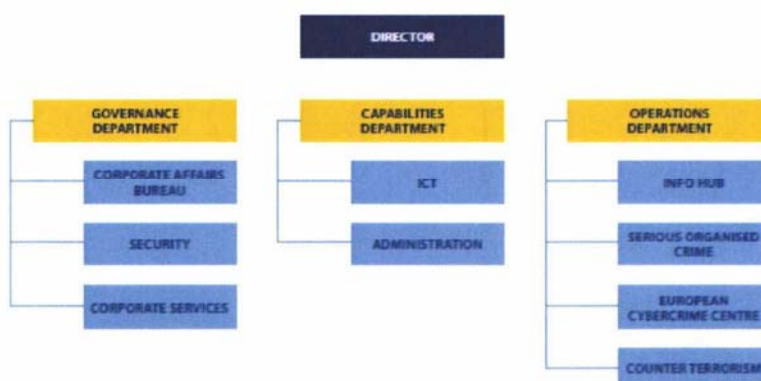 DIRECTOR
GOVERNANCE
DEPARTMENT
CORPORATE AFFAIRS
BUREAU
SECURITY
CORPORATE SERVICES
CAPABILITIES
DEPARTMENT
ICT
ADMINISTRATION
OPERATIONS
DEPARTMENT
INFO HUB
SERIOUS ORGANISED
CRIME
EUROPEAN
CYBERCRIME CENTRE
COUNTER TERRORISM